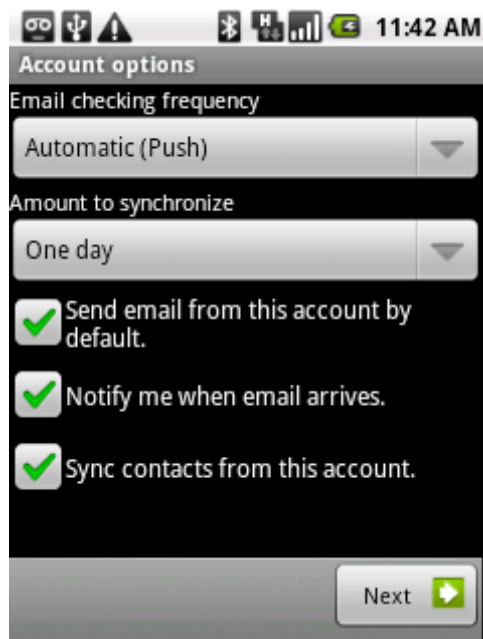 H
11:42 AM
Account options
Email checking frequency
Automatic (Push)
Amount to synchronize
One day
Send email from this account by
default.
Notify me when email arrives.
Sync contacts from this account.
Next